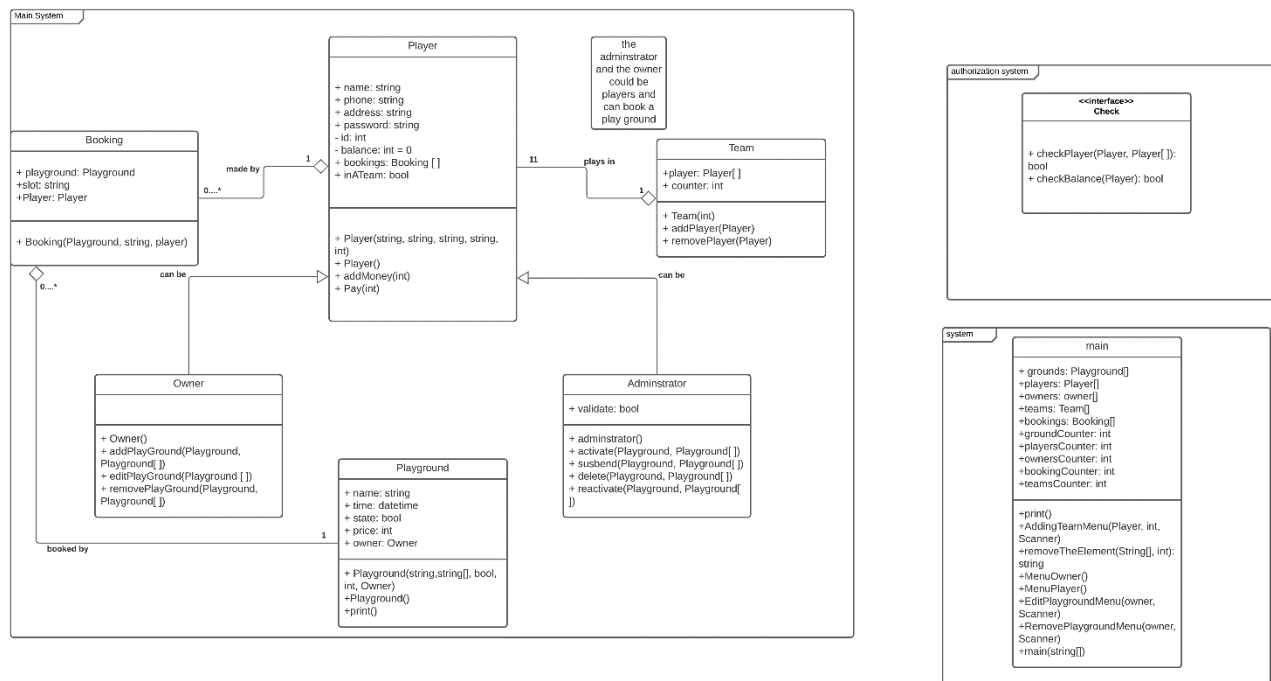 Main System
Player
+ name: string
+ phone: string
+ address: string
+ password: string
- id: int
- balance: int = 0
+ bookings: Booking [ ]
+ inATeam: bool
+ Player(string, string, string, string,
int)
+ Player()
+ addMoney(int)
+ Pay(int)
the
adminstrator
and the owner
could be
players and
can book a
play ground
Booking
+ playground: Playground
+slot: string
+Player: Player
+ Booking(Playground, string, player)
made by
1
0....*
11
plays in
1
Team
+player: Player[ ]
+ counter: int
+ Team(int)
+ addPlayer(Player)
+ removePlayer(Player)
can be
can be
0....*
Owner
+ Owner()
+ addPlayGround(Playground,
Playground[ ])
+ editPlayGround(Playground [ ])
+ removePlayGround(Playground,
Playground[ ])
Adminstrator
+ validate: bool
+ adminstrator()
+ activate(Playground, Playground[ ])
+ susbend(Playground, Playground[ ])
+ delete(Playground, Playground[ ])
+ reactivate(Playground, Playground[
])
Playground
+ name: string
+ time: datetime
+ state: bool
+ price: int
+ owner: Owner
+ Playground(string,string[], bool,
int, Owner)
+Playground()
+print()
booked by
1
authorization system
<<interface>>
Check
+ checkPlayer(Player, Player[ ]):
bool
+ checkBalance(Player): bool
system
main
+ grounds: Playground[]
+players: Player[]
+owners: owner[]
+teams: Team[]
+bookings: Booking[]
+groundCounter: int
+playersCounter: int
+ownersCounter: int
+bookingCounter: int
+teamsCounter: int
+print()
+AddingTeamMenu(Player, int,
Scanner)
+removeTheElement(String[], int):
string
+MenuOwner()
+MenuPlayer()
+EditPlaygroundMenu(owner,
Scanner)
+RemovePlaygroundMenu(owner,
Scanner)
+main(string[])